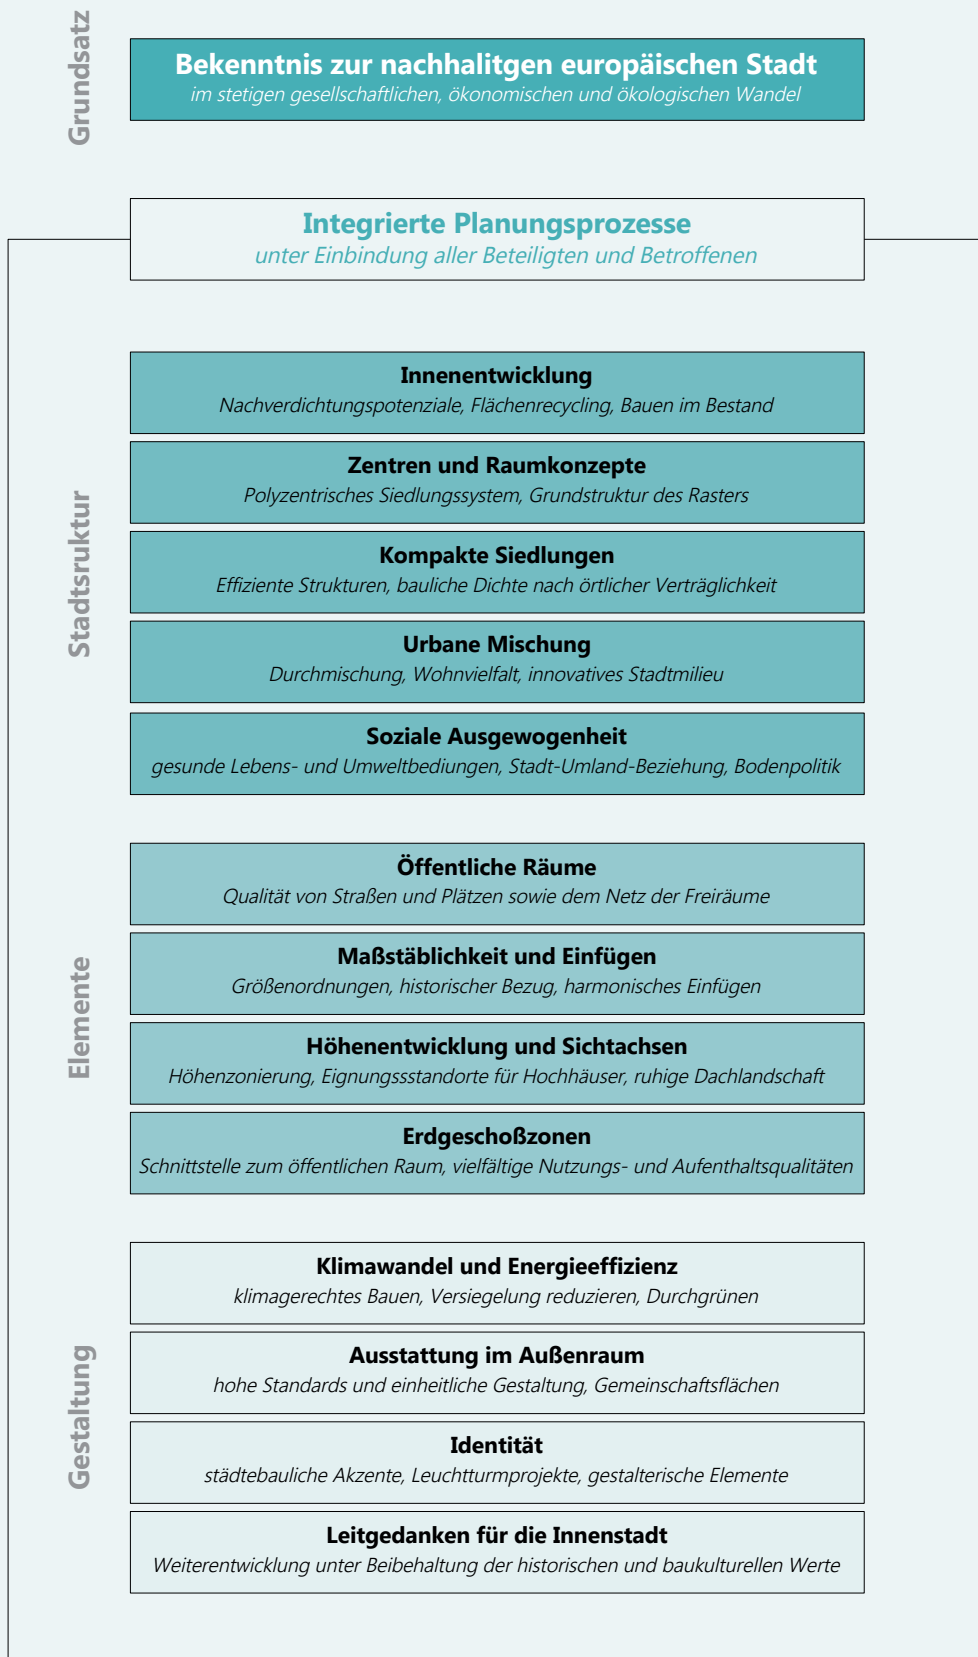 Grundsatz
Bekenntnis zur nachhalitgen europäischen Stadt
im stetigen gesellschaftlichen, ökonomischen und ökologischen Wandel
Integrierte Planungsprozesse
unter Einbindung aller Beteiligten und Betroffenen
Stadtsruktur
Innenentwicklung
Nachverdichtungspotenziale, Flächenrecycling, Bauen im Bestand
Zentren und Raumkonzepte
Polyzentrisches Siedlungssystem, Grundstruktur des Rasters
Kompakte Siedlungen
Effiziente Strukturen, bauliche Dichte nach örtlicher Verträglichkeit
Urbane Mischung
Durchmischung, Wohnvielfalt, innovatives Stadtmilieu
Soziale Ausgewogenheit
gesunde Lebens- und Umweltbediungen, Stadt-Umland-Beziehung, Bodenpolitik
Elemente
Öffentliche Räume
Qualität von Straßen und Plätzen sowie dem Netz der Freiräume
Maßstäblichkeit und Einfügen
Größenordnungen, historischer Bezug, harmonisches Einfügen
Höhenentwicklung und Sichtachsen
Höhenzonierung, Eignungssstandorte für Hochhäuser, ruhige Dachlandschaft
Erdgeschoßzonen
Schnittstelle zum öffentlichen Raum, vielfältige Nutzungs- und Aufenthaltsqualitäten
Gestaltung
Klimawandel und Energieeffizienz
klimagerechtes Bauen, Versiegelung reduzieren, Durchgrünen
Ausstattung im Außenraum
hohe Standards und einheitliche Gestaltung, Gemeinschaftsflächen
Identität
städtebauliche Akzente, Leuchtturmprojekte, gestalterische Elemente
Leitgedanken für die Innenstadt
Weiterentwicklung unter Beibehaltung der historischen und baukulturellen Werte